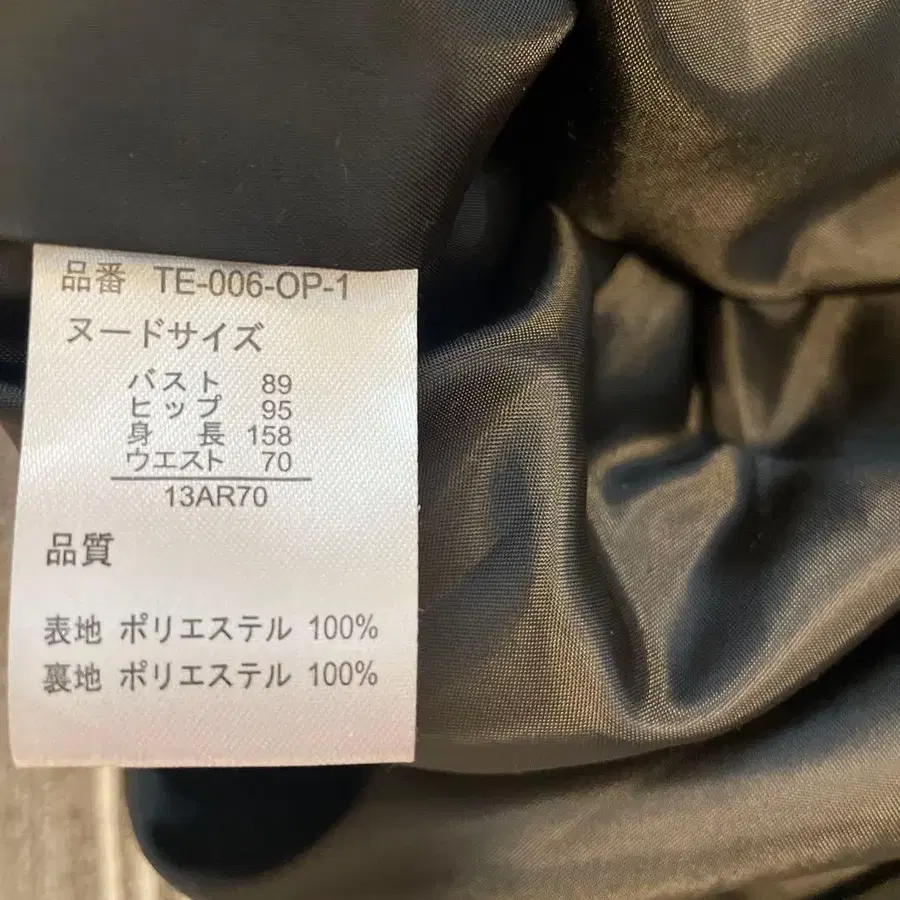 品番 TE-006-OP-1
ヌードサイズ
バスト 89
ヒップ 95
身長 158
ウエスト 70
13AR70
品質
表地 ポリエステル 100%
裏地 ポリエステル 100%